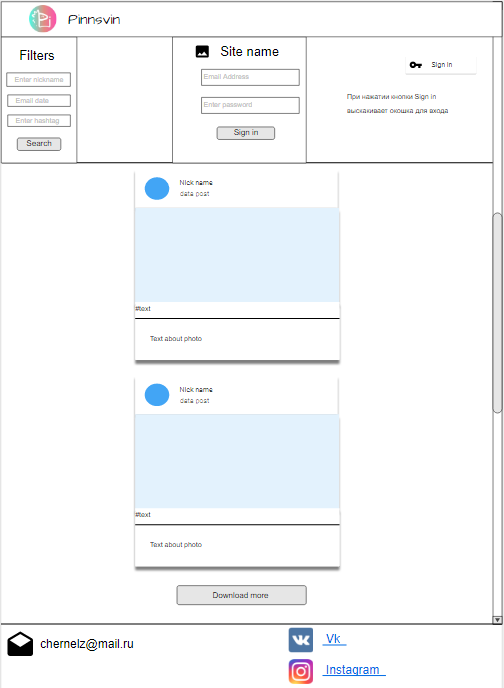 Pinnsvin
Filters
Enter nickname
Email date
Enter hashtag
Search
Site name
Email Address
Enter password
Sign in
Sign in
При нажатии кнопки Sign in
выскакивает окошка для входа
Nick name
data post
#text
Text about photo
Nick name
data post
#text
Text about photo
Download more
chernelz@mail.ru
Vk
Instagram